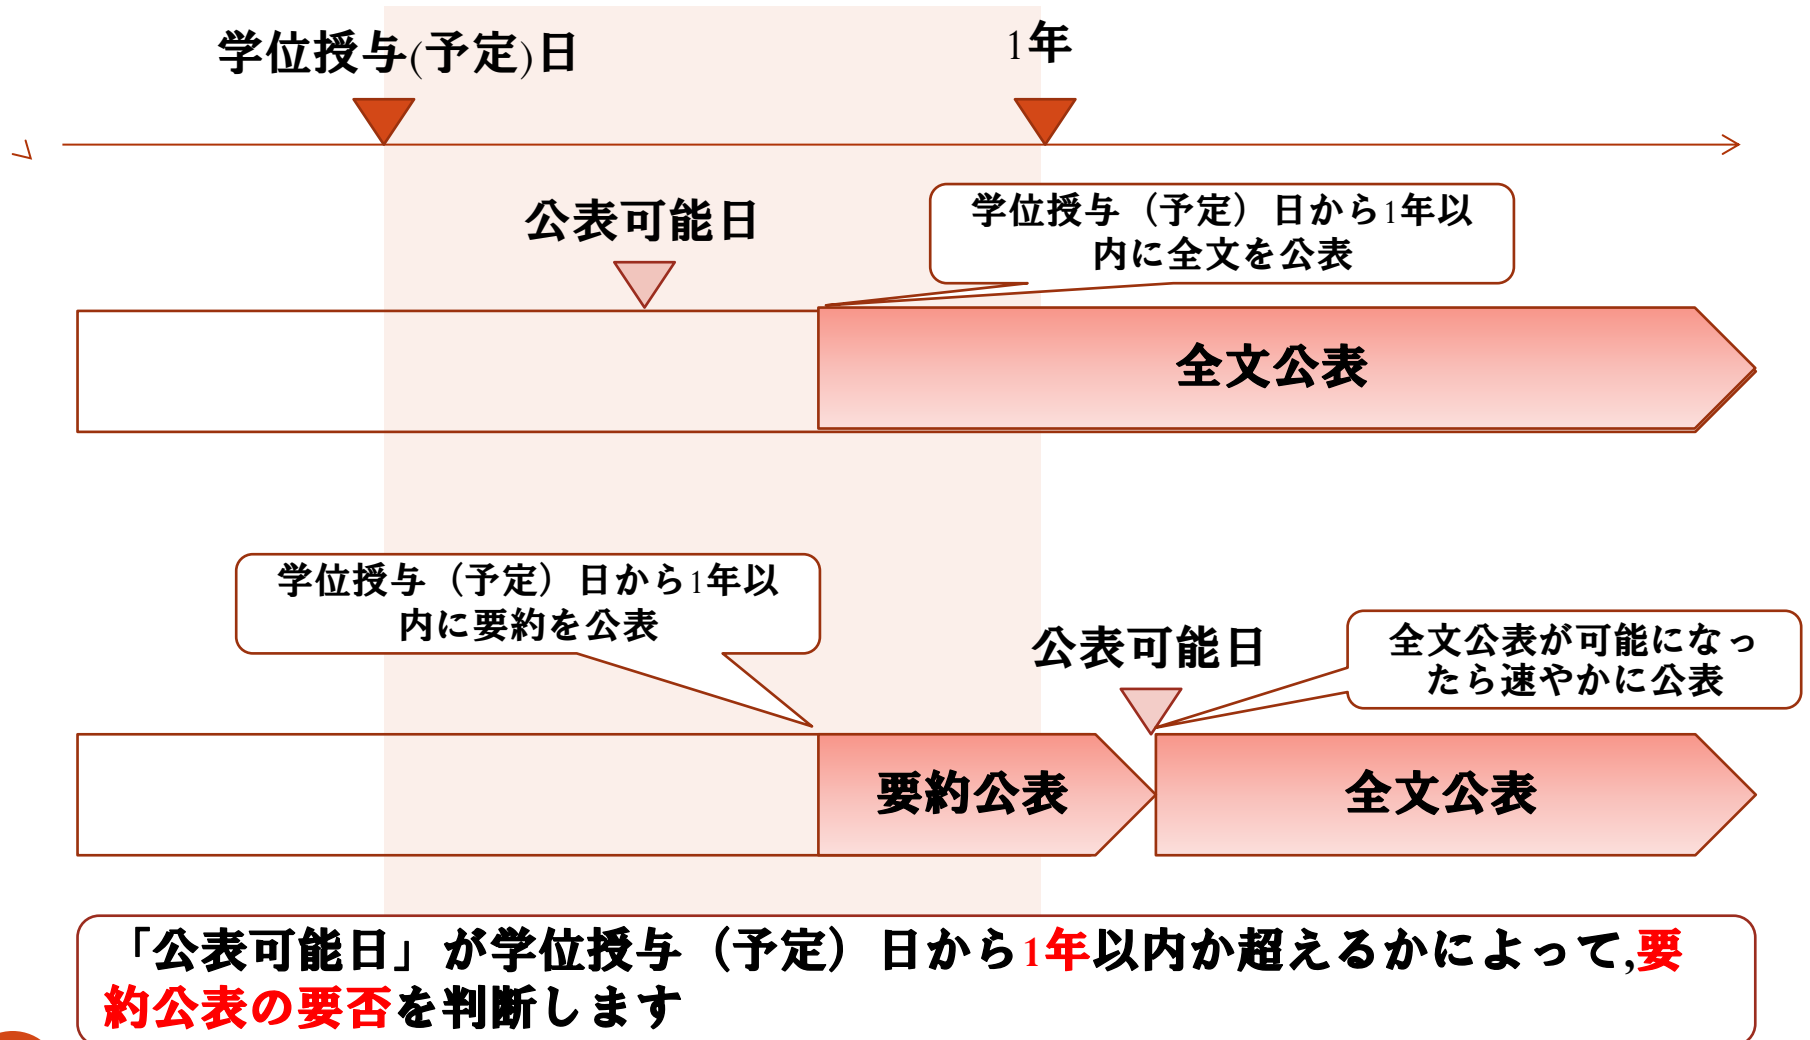 学位授与(予定)日
1年
公表可能日
学位授与（予定）日から1年以
内に全文を公表
全文公表
学位授与（予定）日から1年以
内に要約を公表
公表可能日
全文公表が可能になっ
たら速やかに公表
要約公表
全文公表
「公表可能日」が学位授与（予定）日から1年以内か超えるかによって,要
約公表の要否を判断します